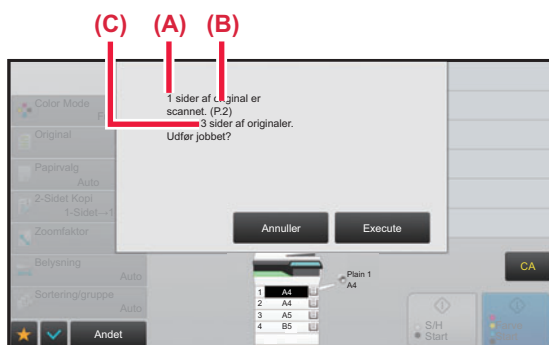 (C) (A) (B)
1 sider af original er
scannet. (P.2)
3 sider af originaler.
Udfør jobbet?
Color Mode
Original
Papirvalg
Auto
2-Sidet Kopi
1-Sidet→1
Zoomfaktor
Belysning
Auto
Sortering/gruppe
Auto
Annuller Execute
Plain 1
A4
1 A4
2 A4
3 A5
4 B5
CA
S/H
Start
Andet